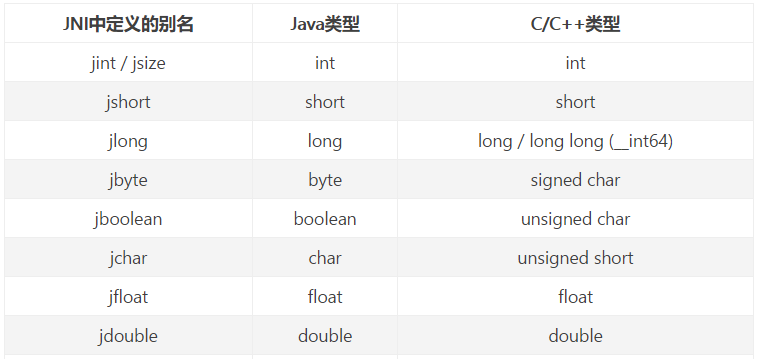 JNI中定义的别名 Java类型 C/C++类型
jint / jsize int int
jshort short short
jlong long long / long long (__int64)
jbyte byte signed char
jboolean boolean unsigned char
jchar char unsigned short
jfloat float float
jdouble double double